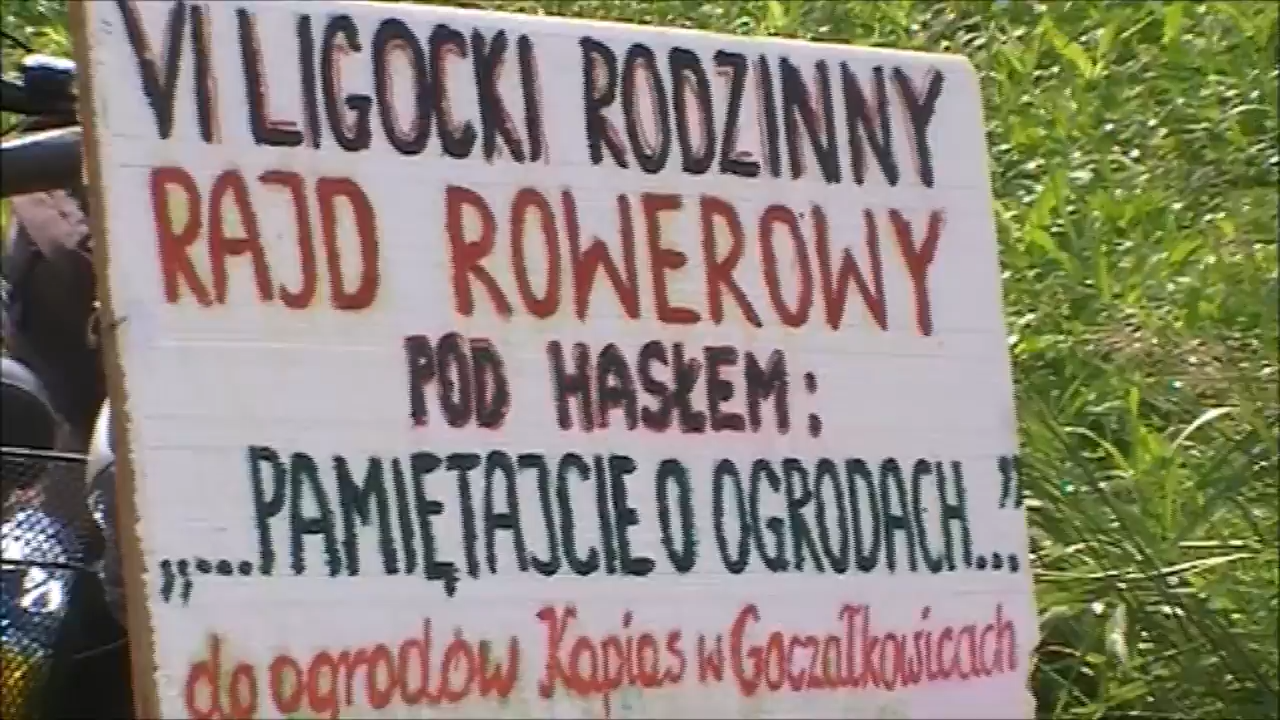 VI LIGOCKI RODZINNY
RAJD ROWEROWY
POD HASŁEM:
„...PAMIĘTAJCIE O OGRODACH...”
do ogrodów Kapias w Goczałkowicach